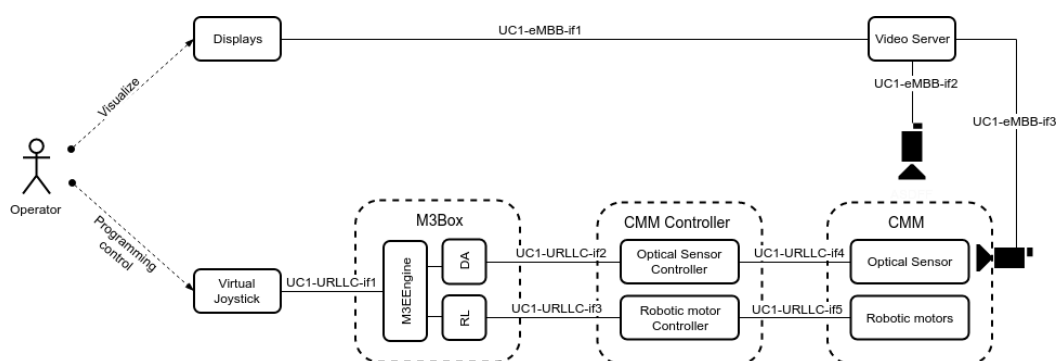 UC1-eMBB-if1
Displays
Video Server
UC1-eMBB-if2
Visualize
UC1-eMBB-if3
Operator
Programming
control
M3Box
CMM Controller
CMM
M3EEngine
DA
UC1-URLLC-if2
Optical Sensor
Controller
UC1-URLLC-if4
Optical Sensor
Virtual
Joystick
UC1-URLLC-if1
RL
UC1-URLLC-if3
Robotic motor
Controller
UC1-URLLC-if5
Robotic motors